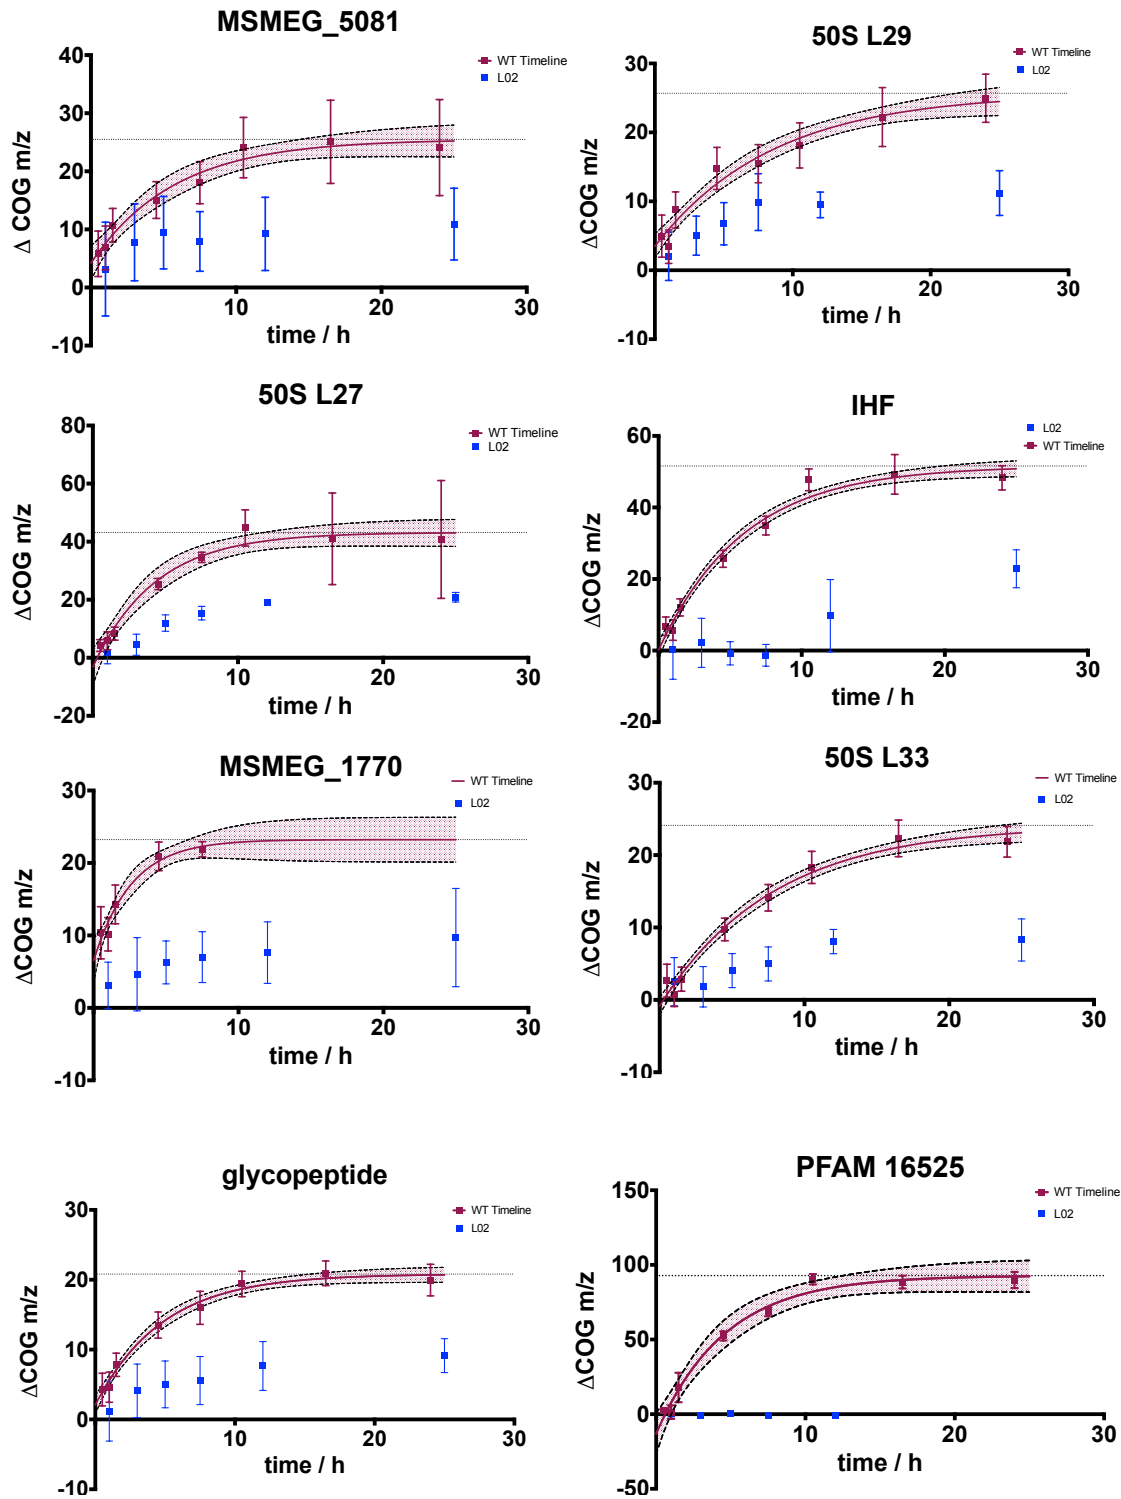 MSMEG_5081
WT Timeline
L02
40
30
20
10
0
-10
10
20
30
Δ COG m/z
time / h
50S L29
WT Timeline
L02
30
20
10
0
-10
10
20
30
ΔCOG m/z
time / h
50S L27
WT Timeline
L02
80
60
40
20
0
-20
10
20
30
ΔCOG m/z
time / h
IHF
L02
WT Timeline
60
40
20
0
-20
10
20
30
ΔCOG m/z
time / h
MSMEG_1770
WT Timeline
L02
30
20
10
0
-10
10
20
30
ΔCOG m/z
time / h
50S L33
WT Timeline
L02
30
20
10
0
-10
10
20
30
ΔCOG m/z
time / h
glycopeptide
WT Timeline
L02
30
20
10
0
-10
10
20
30
ΔCOG m/z
time / h
PFAM 16525
WT Timeline
L02
150
100
50
0
-50
10
20
30
ΔCOG m/z
time / h